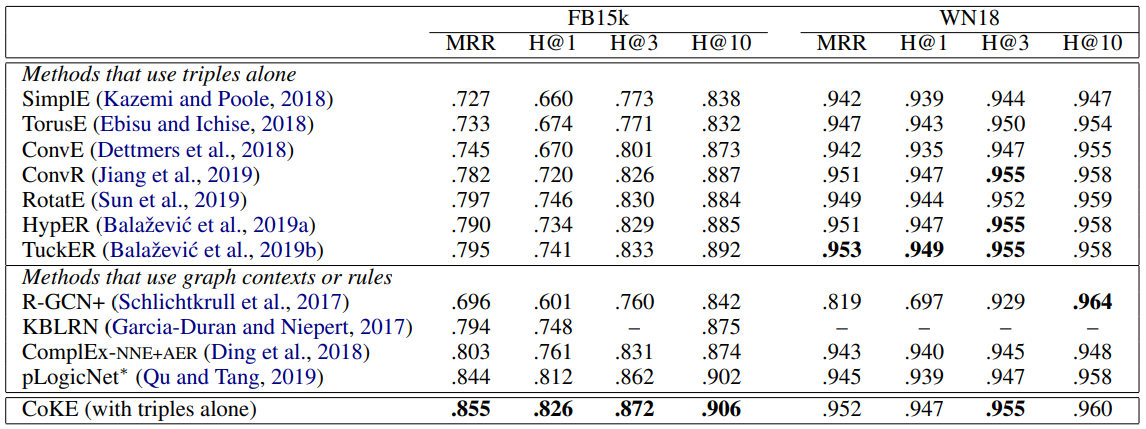 FB15k WN18
MRR H@1 H@3 H@10 MRR H@1 H@3 H@10
Methods that use triples alone
SimplE (Kazemi and Poole, 2018) .727 .660 .773 .838 .942 .939 .944 .947
TorusE (Ebisu and Ichise, 2018) .733 .674 .771 .832 .947 .943 .950 .954
ConvE (Dettmers et al., 2018) .745 .670 .801 .873 .942 .935 .947 .955
ConvR (Jiang et al., 2019) .782 .720 .826 .887 .951 .947 .955 .958
RotatE (Sun et al., 2019) .797 .746 .830 .884 .949 .944 .952 .959
HypER (Balažević et al., 2019a) .790 .734 .829 .885 .951 .947 .955 .958
TuckER (Balažević et al., 2019b) .795 .741 .833 .892 .953 .949 .955 .958
Methods that use graph contexts or rules
R-GCN+ (Schlichtkrull et al., 2017) .696 .601 .760 .842 .819 .697 .929 .964
KBLRN (Garcia-Duran and Niepert, 2017) .794 .748 – .875 – – – –
ComplEx-NNE+AER (Ding et al., 2018) .803 .761 .831 .874 .943 .940 .945 .948
pLogicNet* (Qu and Tang, 2019) .844 .812 .862 .902 .945 .939 .947 .958
CoKE (with triples alone) .855 .826 .872 .906 .952 .947 .955 .960